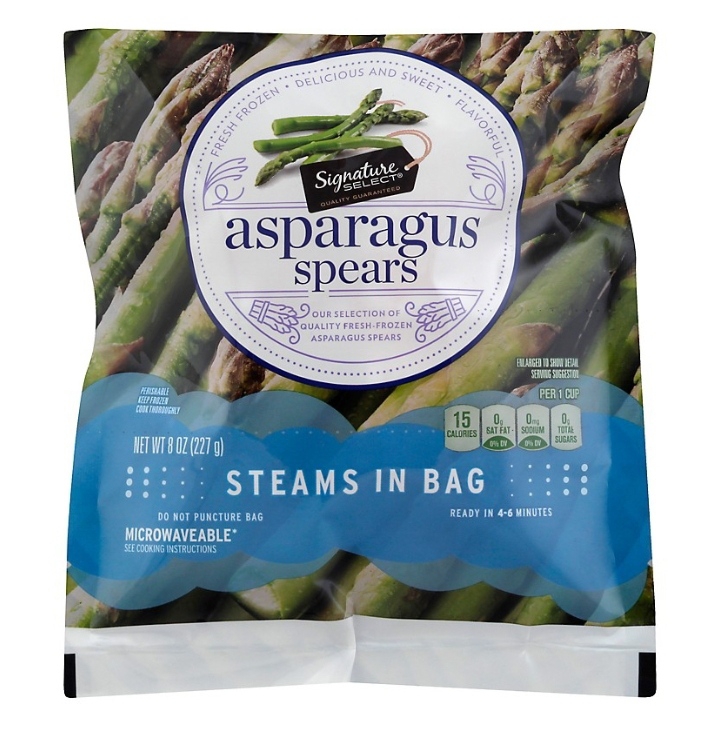 FRESH FROZEN • DELICIOUS AND SWEET • FLAVORFUL
Signature
SELECT®
QUALITY GUARANTEED
asparagus
spears
OUR SELECTION OF
QUALITY FRESH-FROZEN
ASPARAGUS SPEARS
ENLARGED TO SHOW DETAIL
SERVING SUGGESTION
PERISHABLE
KEEP FROZEN
COOK THOROUGHLY
PER 1 CUP
15
CALORIES
0g
SAT FAT
0% DV
0mg
SODIUM
0% DV
0g
TOTAL
SUGARS
NET WT 8 OZ (227 g)
STEAMS IN BAG
DO NOT PUNCTURE BAG
READY IN 4-6 MINUTES
MICROWAVEABLE*
SEE COOKING INSTRUCTIONS